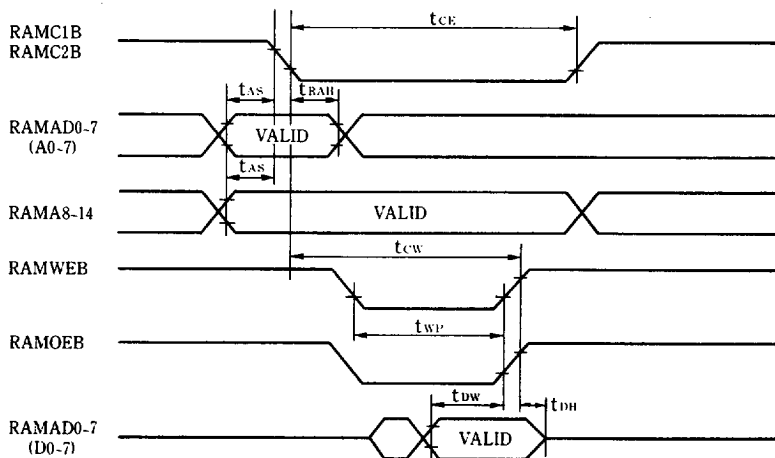 RAMC1B
RAMC2B
tCE
tAS
tRAH
RAMAD0~7
(A0~7)
VALID
tAS
RAMA8~14
VALID
tCW
RAMWEB
tWP
RAMOEB
tDW
tDH
RAMAD0~7
(D0~7)
VALID